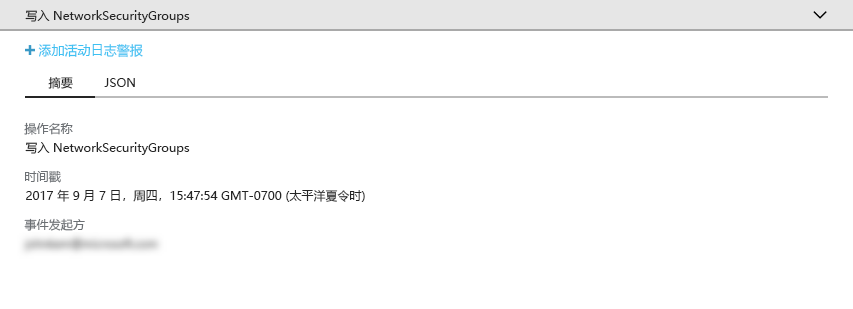 写入 NetworkSecurityGroups
+ 添加活动日志警报
摘要 JSON
操作名称
写入 NetworkSecurityGroups
时间戳
2017 年 9 月 7 日，周四，15:47:54 GMT-0700 (太平洋夏令时)
事件发起方